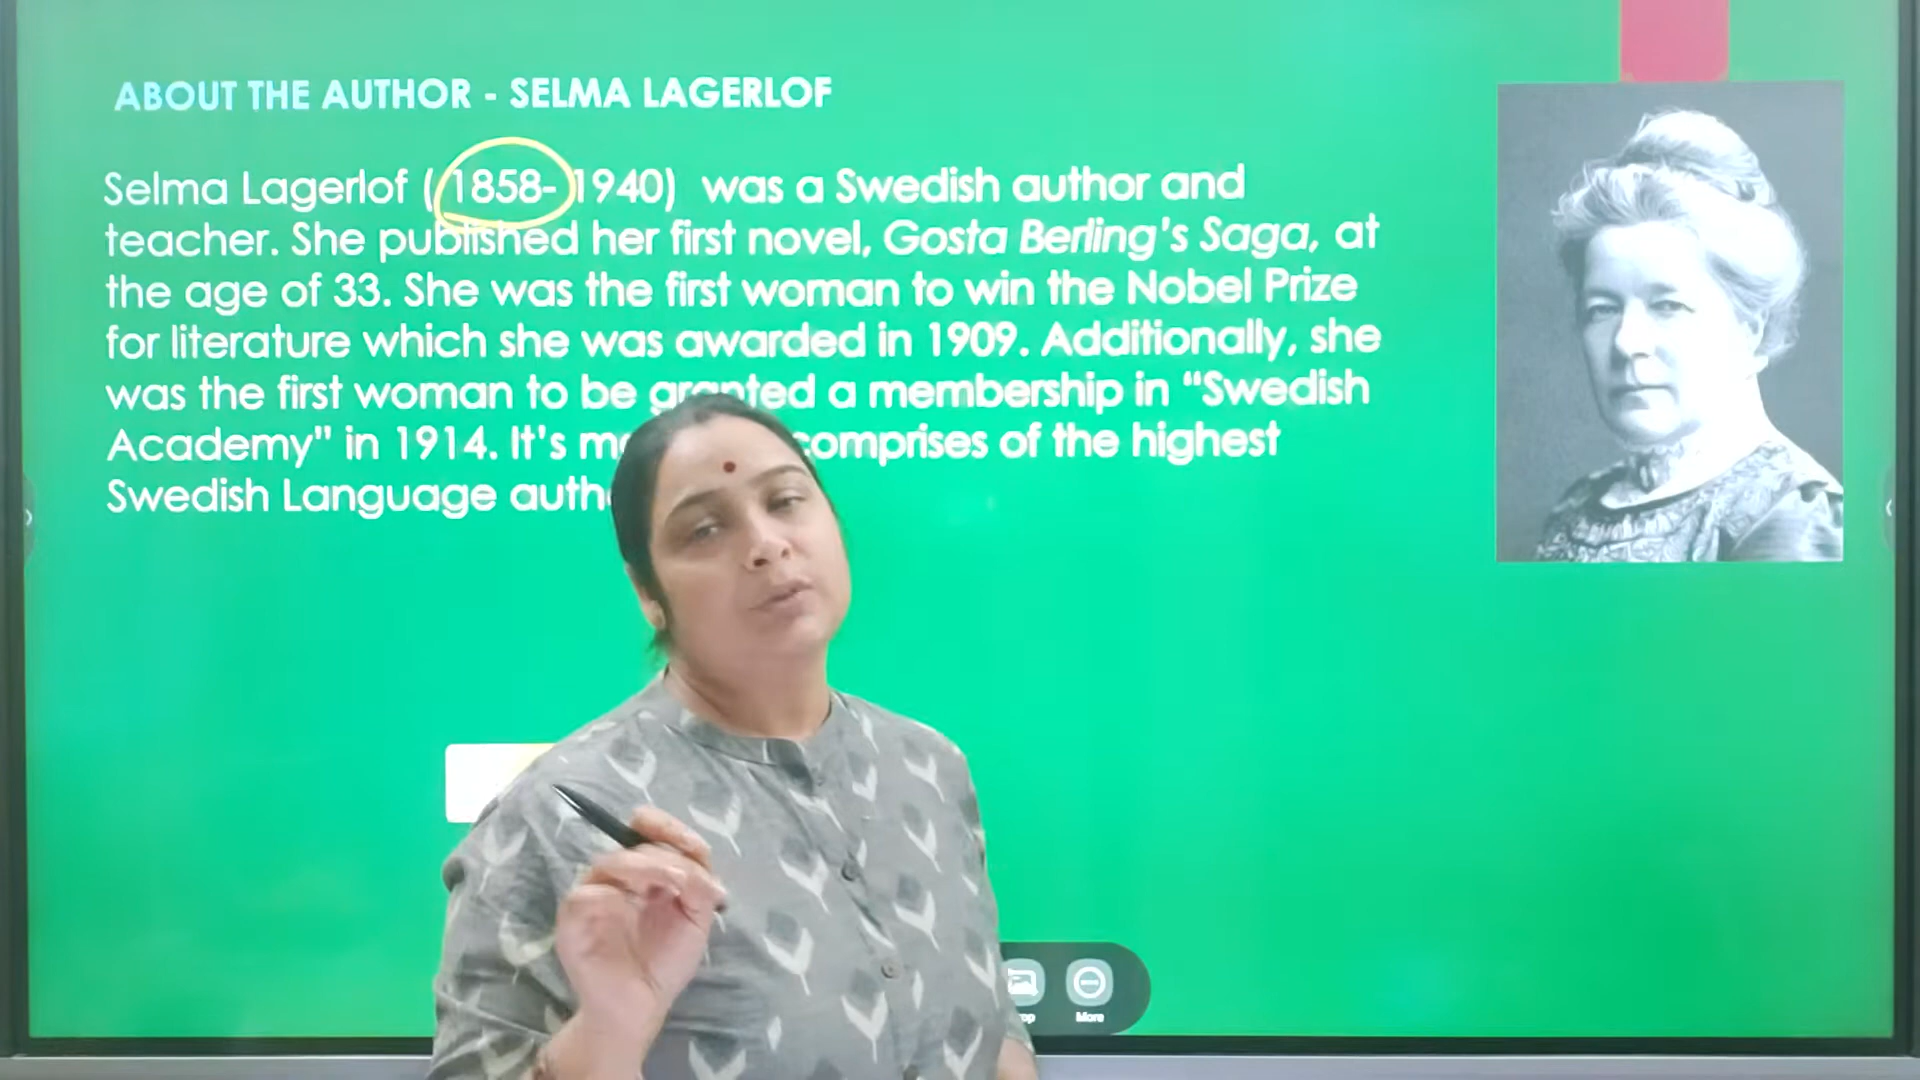 ABOUT THE AUTHOR - SELMA LAGERLOF
Selma Lagerlof ( 1858- 1940) was a Swedish author and
teacher. She published her first novel, Gosta Berling's Saga, at
the age of 33. She was the first woman to win the Nobel Prize
for literature which she was awarded in 1909. Additionally, she
was the first woman to be granted a membership in “Swedish
Academy” in 1914. It's comprises of the highest
Swedish Language
More